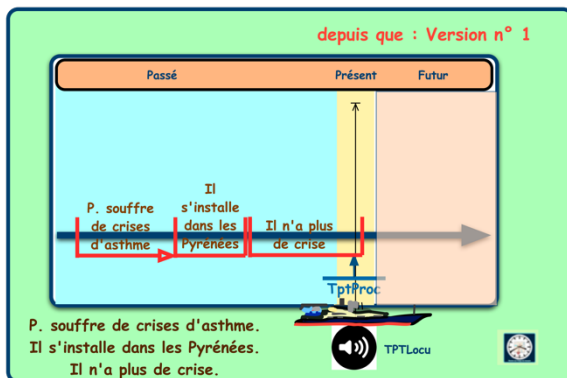 depuis que : Version n° 1
Passé
Présent
Futur
P. souffre
de crises
d'asthme
Il
s'installe
dans les
Pyrénées
Il n'a plus
de crise
TptProc
P. souffre de crises d'asthme.
Il s'installe dans les Pyrénées.
Il n'a plus de crise.
TPTLocu